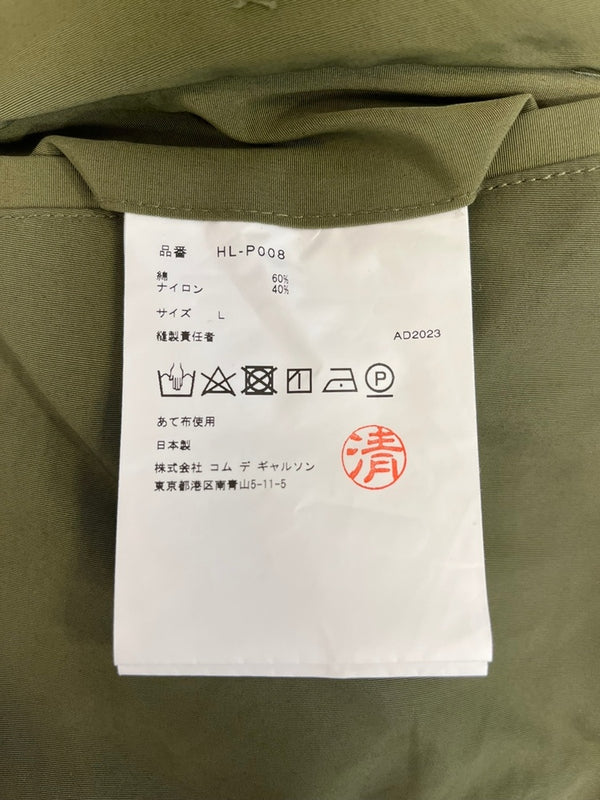 品番 HL-P008
綿 60%
ナイロン 40%
サイズ L
縫製責任者 AD2023
P
あて布使用
日本製
清
株式会社 コム デ ギャルソン
東京都港区南青山5-11-5